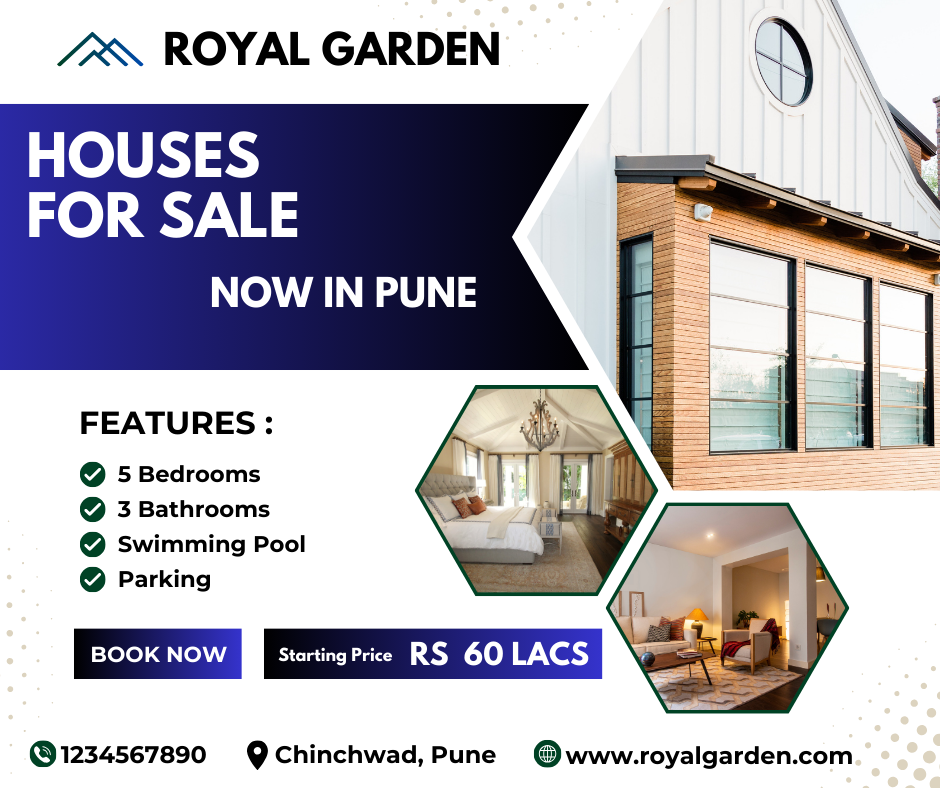 ROYAL GARDEN
HOUSES
FOR SALE
NOW IN PUNE
FEATURES :
5 Bedrooms
3 Bathrooms
Swimming Pool
Parking
BOOK NOW
Starting Price RS 60 LACS
1234567890
Chinchwad, Pune
www.royalgarden.com